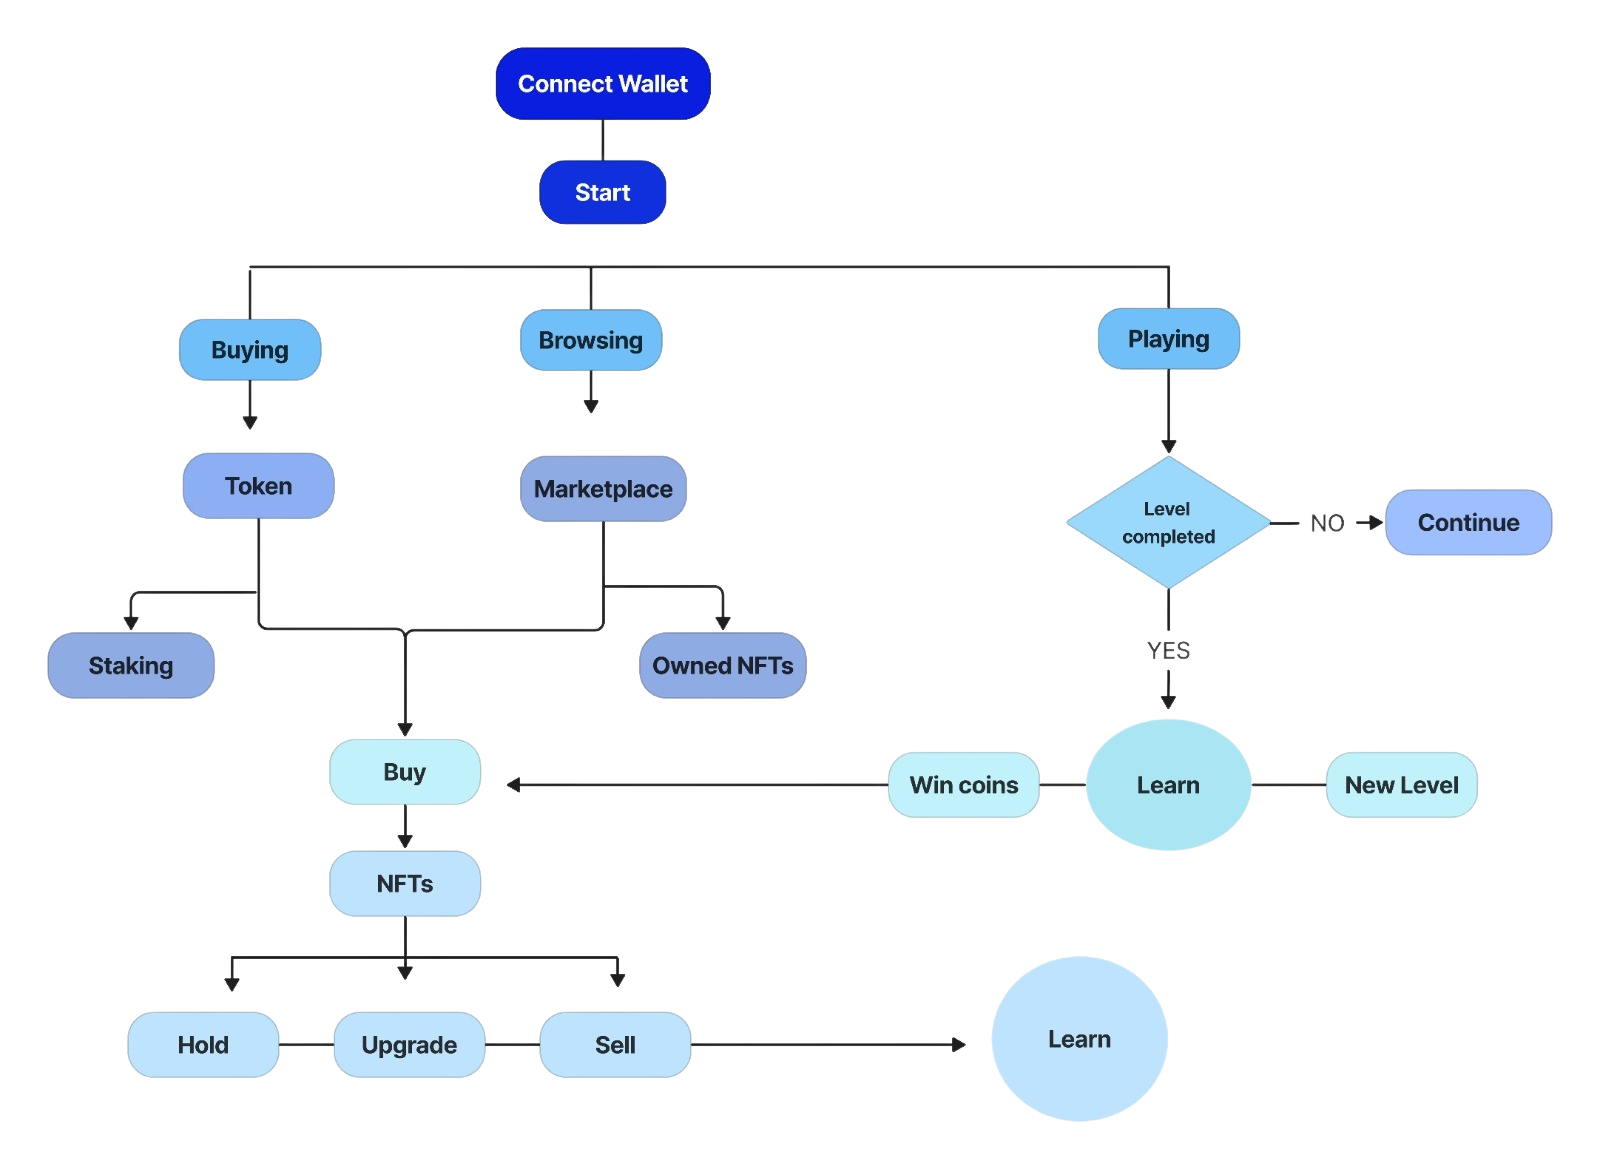 Connect Wallet
Start
Buying
Browsing
Playing
Token
Marketplace
Level
completed
NO
Continue
YES
Staking
Owned NFTs
Buy
Win coins
Learn
New Level
NFTs
Hold
Upgrade
Sell
Learn